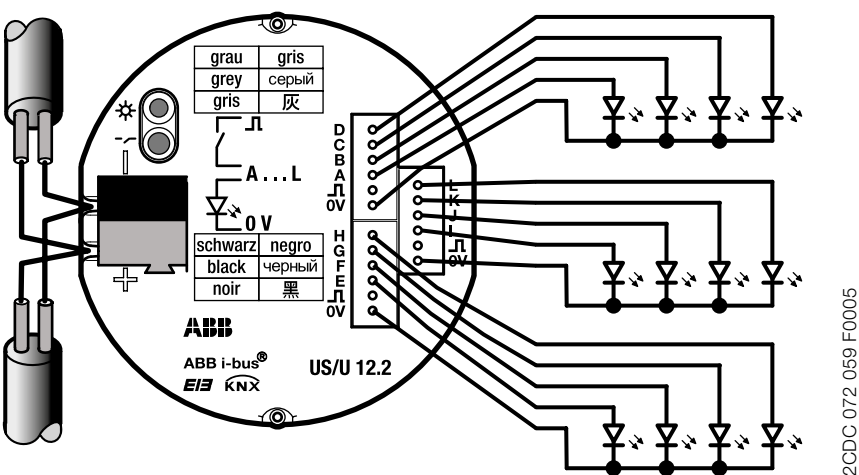 grau gris
grey серый
gris 灰
A...L
0 V
schwarz negro
black черный
noir 黑
D
C
B
A
0V
H
G
F
E
0V
L
K
J
I
0V
ABB
ABB i-bus®
EIB KNX
US/U 12.2
2CDC 072 059 F0005